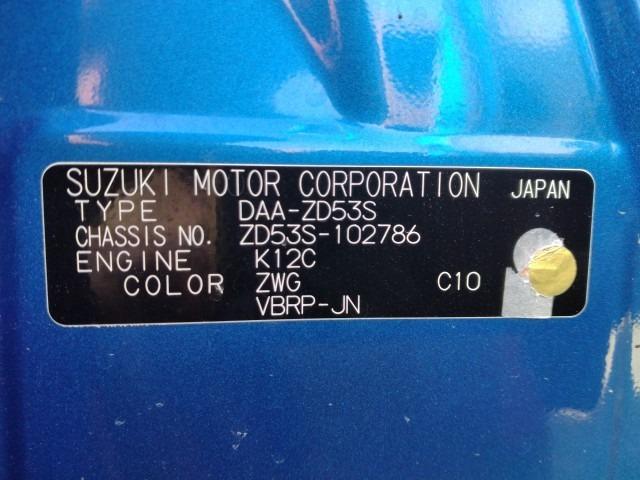 SUZUKI MOTOR CORPORATION JAPAN
TYPE DAA-ZD53S
CHASSIS NO. ZD53S-102786
ENGINE K12C
COLOR ZWG C10
VBRP-JN